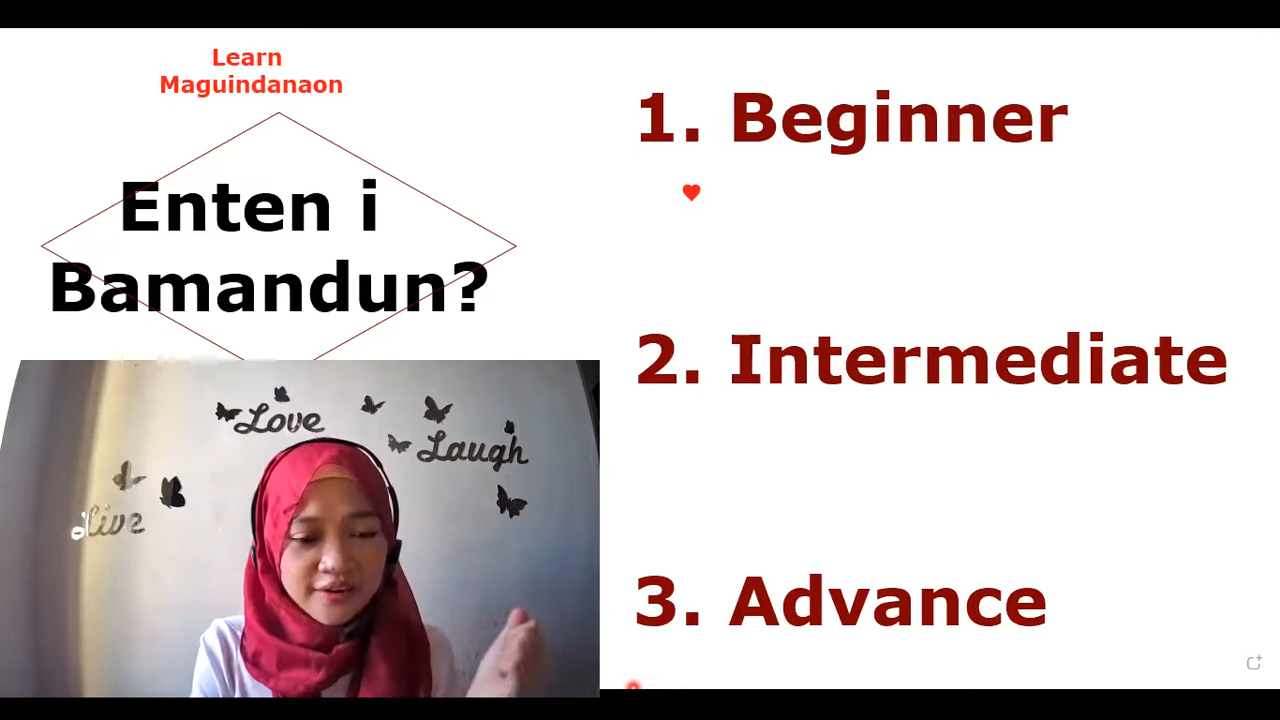 Learn
Maguindanaon
Enten i
Bamandun?
1. Beginner
2. Intermediate
3. Advance
Love
Laugh
Live